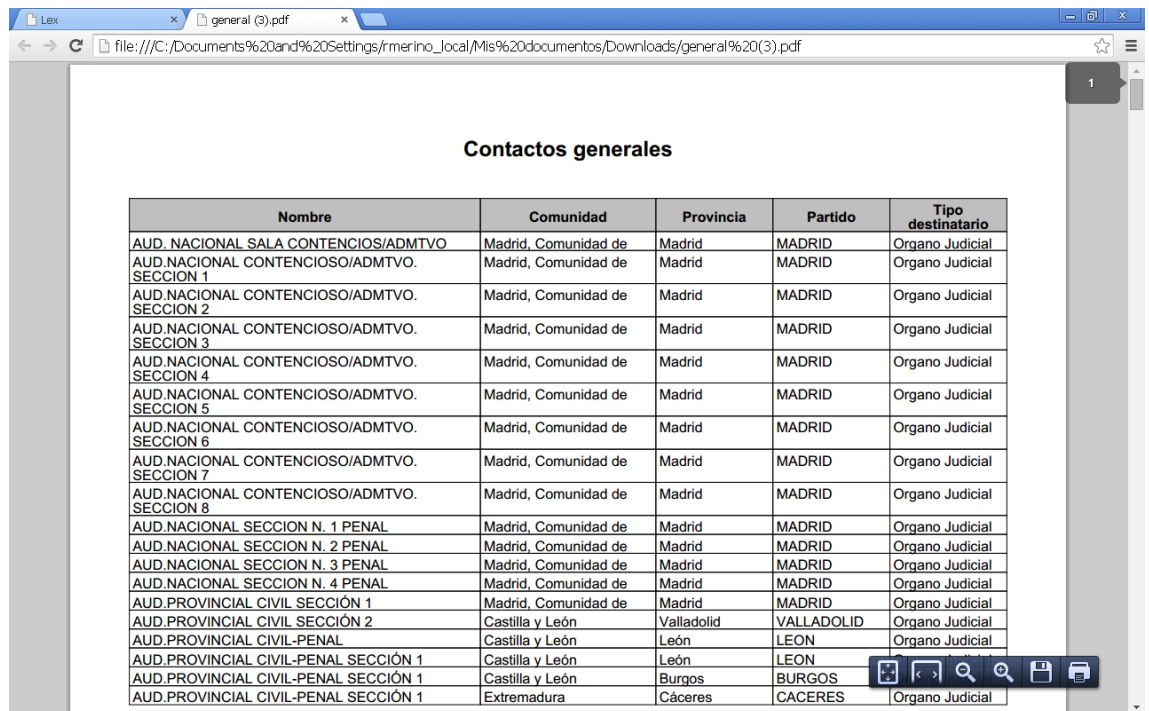 Lex
general (3).pdf
file:///C:/Documents%20and%20Settings/rmerino_local/Mis%20documentos/Downloads/general%20(3).pdf
1
Contactos generales
Nombre Comunidad Provincia Partido Tipo destinatario
AUD. NACIONAL SALA CONTENCIOS/ADMTVO Madrid, Comunidad de Madrid MADRID Organo Judicial
AUD.NACIONAL CONTENCIOSO/ADMTVO. Madrid, Comunidad de Madrid MADRID Organo Judicial
SECCION 1
AUD.NACIONAL CONTENCIOSO/ADMTVO. Madrid, Comunidad de Madrid MADRID Organo Judicial
SECCION 2
AUD.NACIONAL CONTENCIOSO/ADMTVO. Madrid, Comunidad de Madrid MADRID Organo Judicial
SECCION 3
AUD.NACIONAL CONTENCIOSO/ADMTVO. Madrid, Comunidad de Madrid MADRID Organo Judicial
SECCION 4
AUD.NACIONAL CONTENCIOSO/ADMTVO. Madrid, Comunidad de Madrid MADRID Organo Judicial
SECCION 5
AUD.NACIONAL CONTENCIOSO/ADMTVO. Madrid, Comunidad de Madrid MADRID Organo Judicial
SECCION 6
AUD.NACIONAL CONTENCIOSO/ADMTVO. Madrid, Comunidad de Madrid MADRID Organo Judicial
SECCION 7
AUD.NACIONAL CONTENCIOSO/ADMTVO. Madrid, Comunidad de Madrid MADRID Organo Judicial
SECCION 8
AUD.NACIONAL SECCION N. 1 PENAL Madrid, Comunidad de Madrid MADRID Organo Judicial
AUD.NACIONAL SECCION N. 2 PENAL Madrid, Comunidad de Madrid MADRID Organo Judicial
AUD.NACIONAL SECCION N. 3 PENAL Madrid, Comunidad de Madrid MADRID Organo Judicial
AUD.NACIONAL SECCION N. 4 PENAL Madrid, Comunidad de Madrid MADRID Organo Judicial
AUD.PROVINCIAL CIVIL SECCIÓN 1 Madrid, Comunidad de Madrid MADRID Organo Judicial
AUD.PROVINCIAL CIVIL SECCIÓN 2 Castilla y León Valladolid VALLADOLID Organo Judicial
AUD.PROVINCIAL CIVIL-PENAL Castilla y León León LEON Organo Judicial
AUD.PROVINCIAL CIVIL-PENAL SECCIÓN 1 Castilla y León León LEON
AUD.PROVINCIAL CIVIL-PENAL SECCIÓN 1 Castilla y León Burgos BURGOS
AUD.PROVINCIAL CIVIL-PENAL SECCIÓN 1 Extremadura Cáceres CACERES Organo Judicial